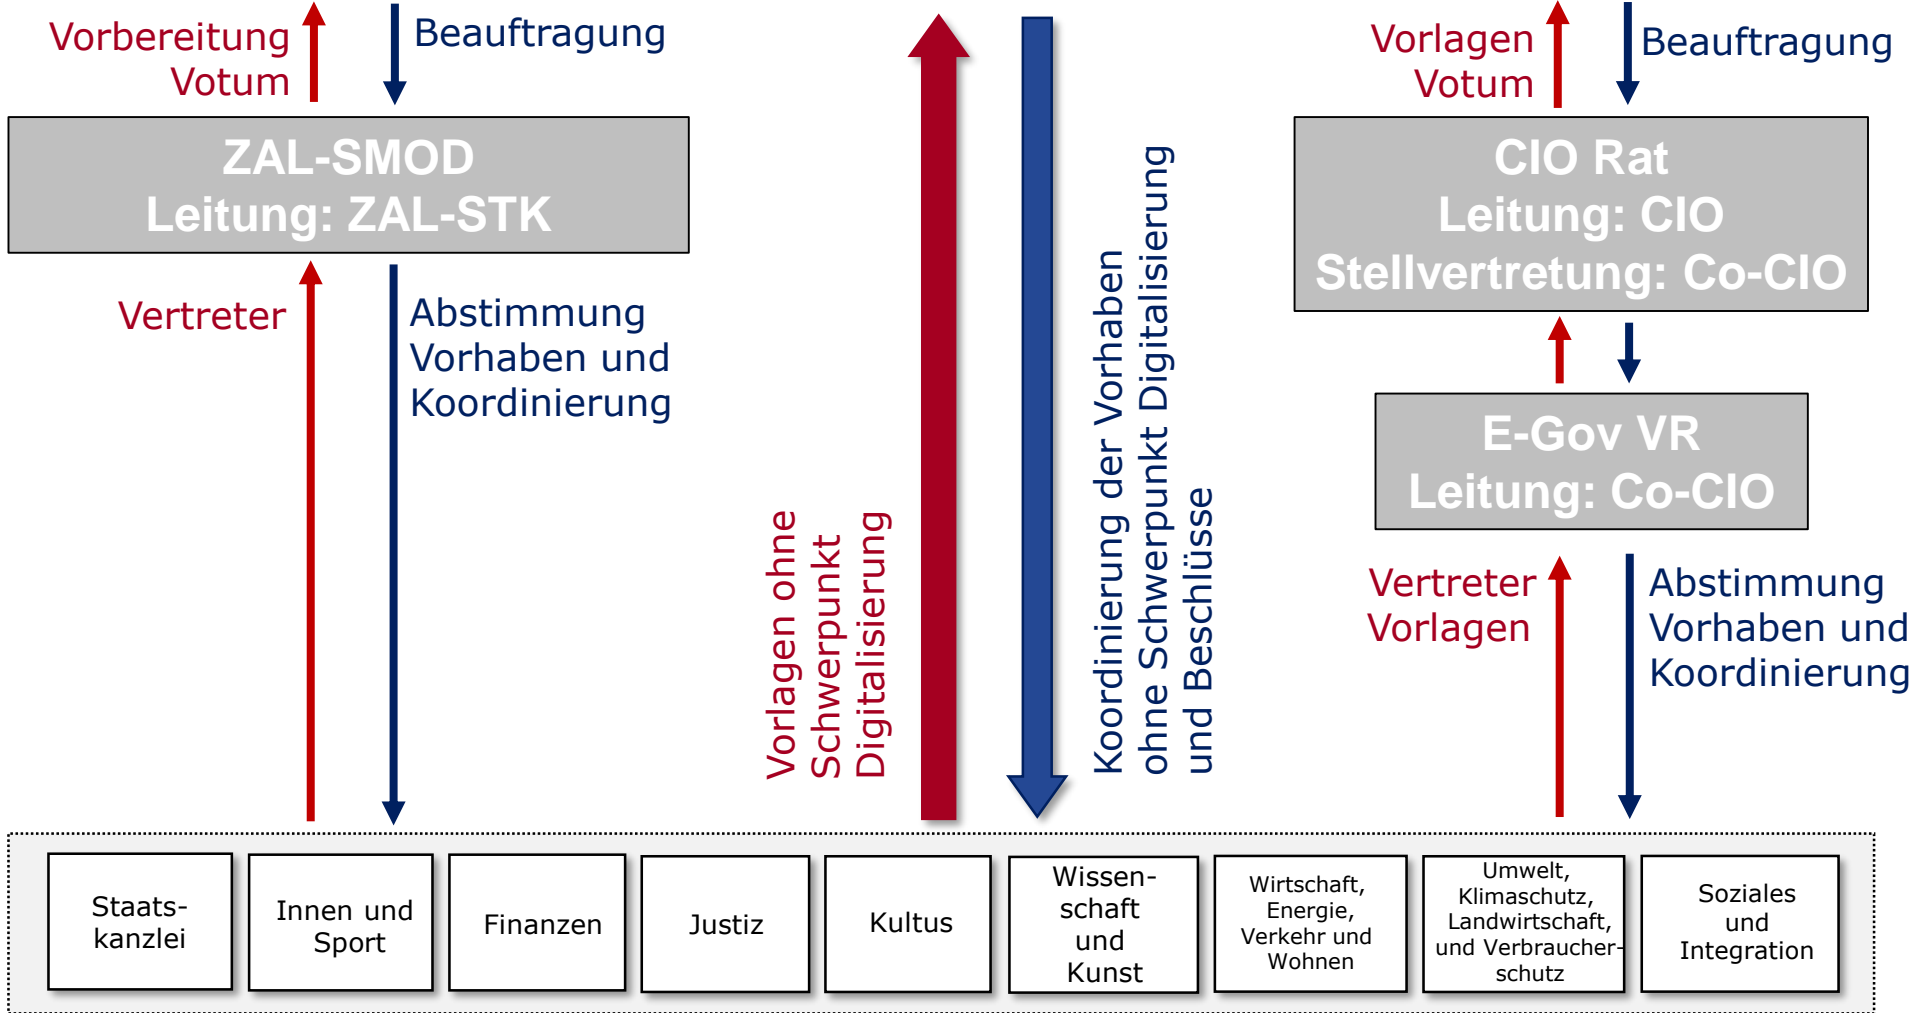 Vorbereitung
Votum
Beauftragung
Vorlagen
Votum
Beauftragung
ZAL-SMOD
Leitung: ZAL-STK
CIO Rat
Leitung: CIO
Stellvertretung: Co-CIO
Vertreter
Abstimmung
Vorhaben und
Koordinierung
Vorlagen ohne
Schwerpunkt
Digitalisierung
Koordinierung der Vorhaben
ohne Schwerpunkt Digitalisierung
und Beschlüsse
E-Gov VR
Leitung: Co-CIO
Vertreter
Vorlagen
Abstimmung
Vorhaben und
Koordinierung
Staats-
kanzlei
Innen und
Sport
Finanzen
Justiz
Kultus
Wissen-
schaft
und
Kunst
Wirtschaft,
Energie,
Verkehr und
Wohnen
Umwelt,
Klimaschutz,
Landwirtschaft,
und Verbraucher-
schutz
Soziales
und
Integration